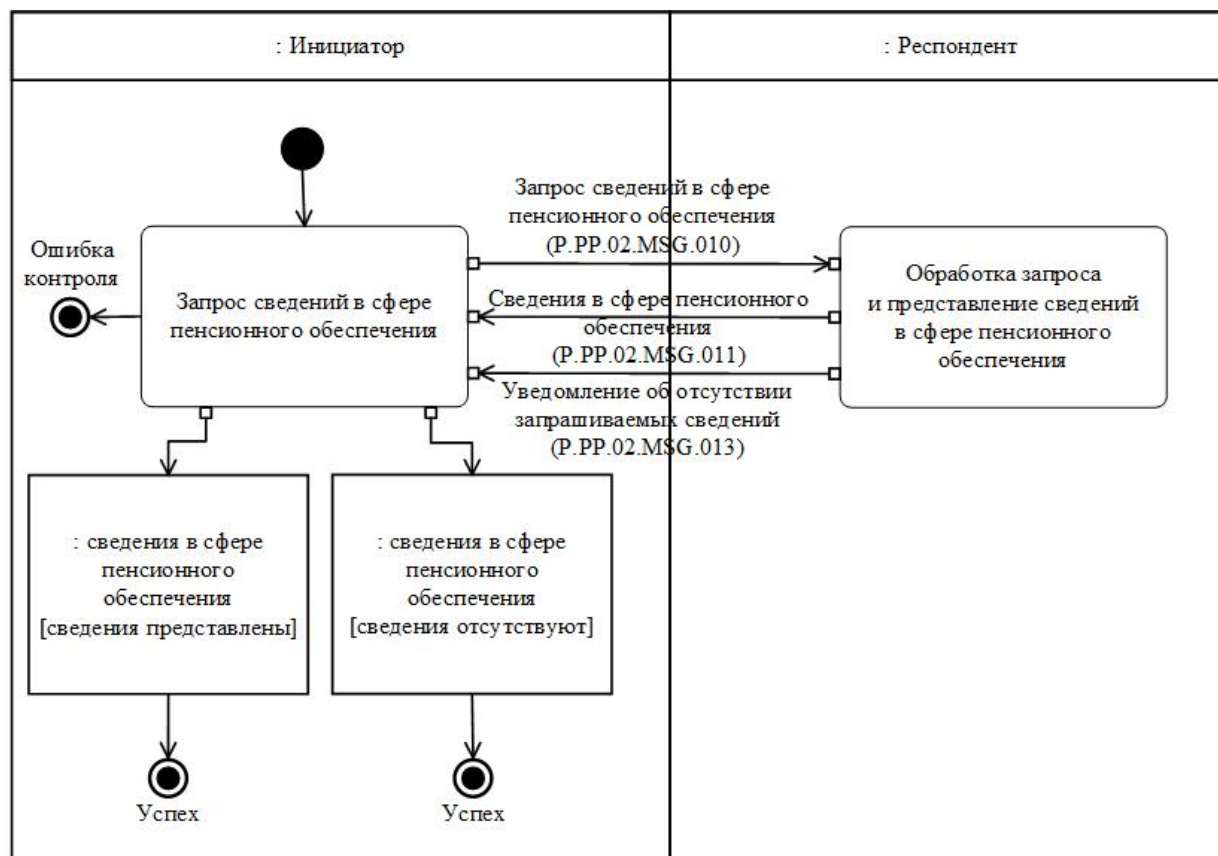 : Инициатор
: Респондент
Запрос сведений в сфере
пенсионного обеспечения
(P.PP.02.MSG.010)
Ошибка
контроля
Запрос сведений в сфере
пенсионного обеспечения
Сведения в сфере пенсионного
обеспечения
(P.PP.02.MSG.011)
Уведомление об отсутствии
запрашиваемых сведений
(P.PP.02.MSG.013)
Обработка запроса
и представление сведений
в сфере пенсионного
обеспечения
: сведения в сфере
пенсионного
обеспечения
[сведения представлены]
: сведения в сфере
пенсионного
обеспечения
[сведения отсутствуют]
Успех
Успех